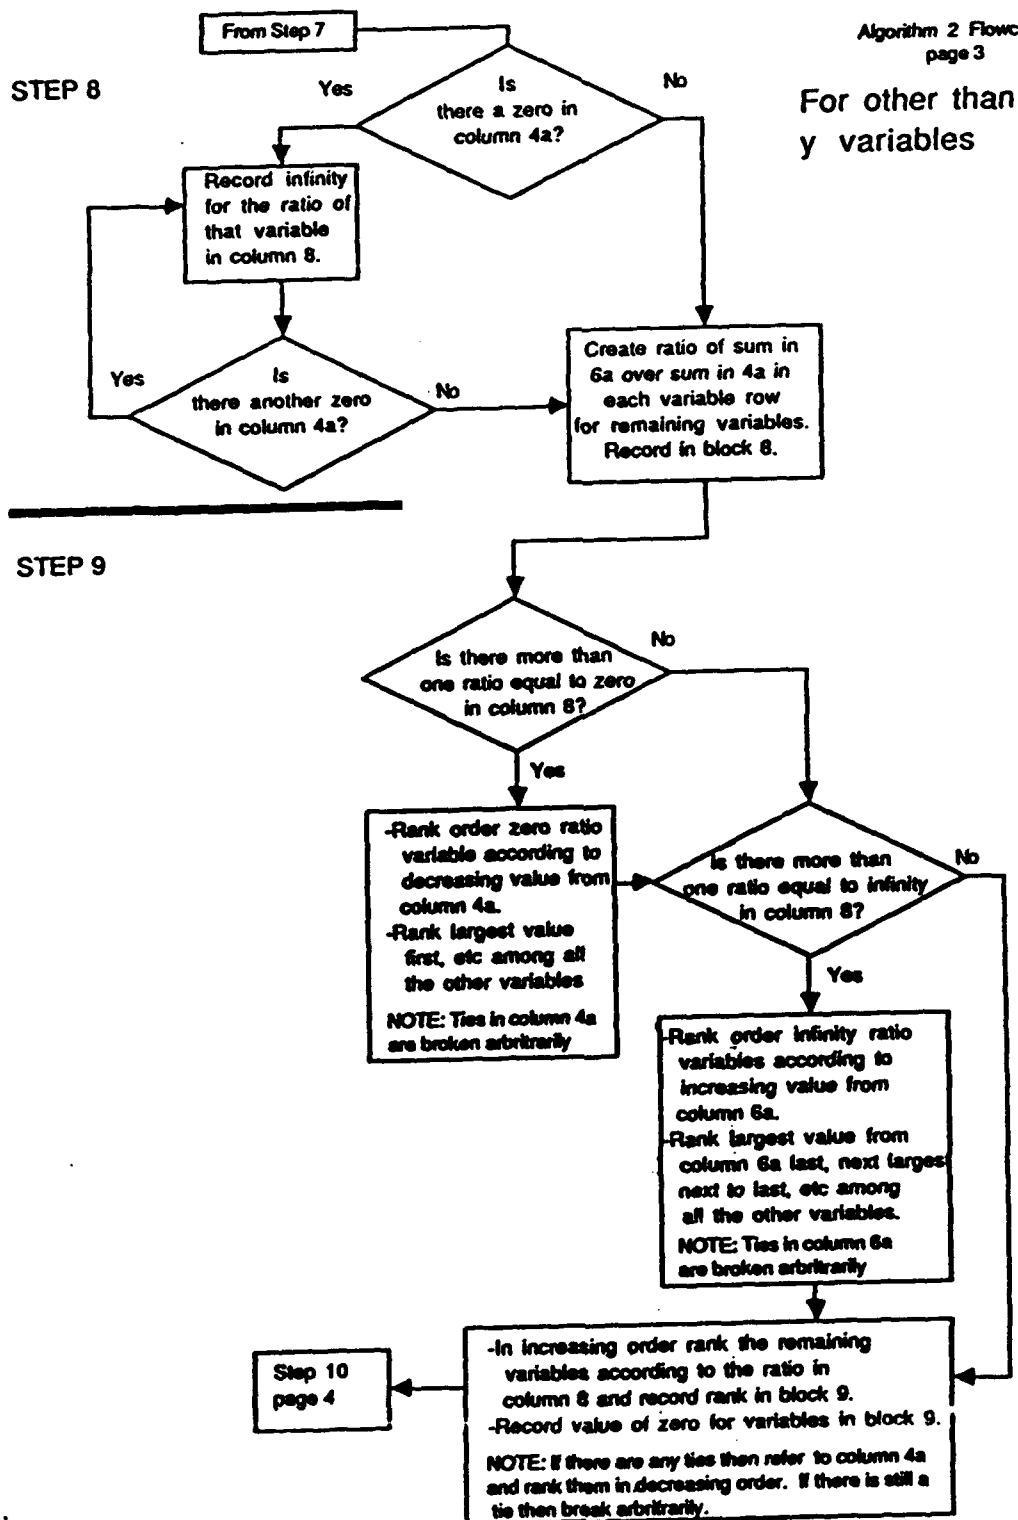 From Step 7
Algorithm 2 Flowc
page 3
STEP 8
For other than
y variables
Yes
Is
there a zero in
column 4a?
No
Record infinity
for the ratio of
that variable
in column 8.
Yes
Is
there another zero
in column 4a?
No
Create ratio of sum in
6a over sum in 4a in
each variable row
for remaining variables.
Record in block 8.
STEP 9
Is there more than
one ratio equal to zero
in column 8?
No
Yes
-Rank order zero ratio
variable according to
decreasing value from
column 4a.
-Rank largest value
first, etc among all
the other variables
NOTE: Ties in column 4a
are broken arbritrarily
Is there more than
one ratio equal to infinity
in column 8?
No
Yes
-Rank order infinity ratio
variables according to
increasing value from
column 6a.
-Rank largest value from
column 6a last, next largest
next to last, etc among
all the other variables.
NOTE: Ties in column 6a
are broken arbritrarily
-In increasing order rank the remaining
variables according to the ratio in
column 8 and record rank in block 9.
-Record value of zero for variables in block 9.
NOTE: If there are any ties then refer to column 4a
and rank them in decreasing order. If there is still a
tie then break arbritrarily.
Step 10
page 4